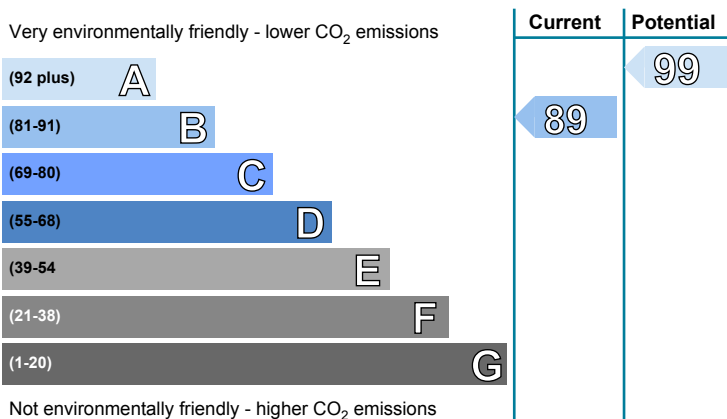 Very environmentally friendly - lower CO2 emissions
Current Potential
(92 plus) A
99
(81-91) B
89
(69-80) C
(55-68) D
(39-54 E
(21-38) F
(1-20) G
Not environmentally friendly - higher CO2 emissions